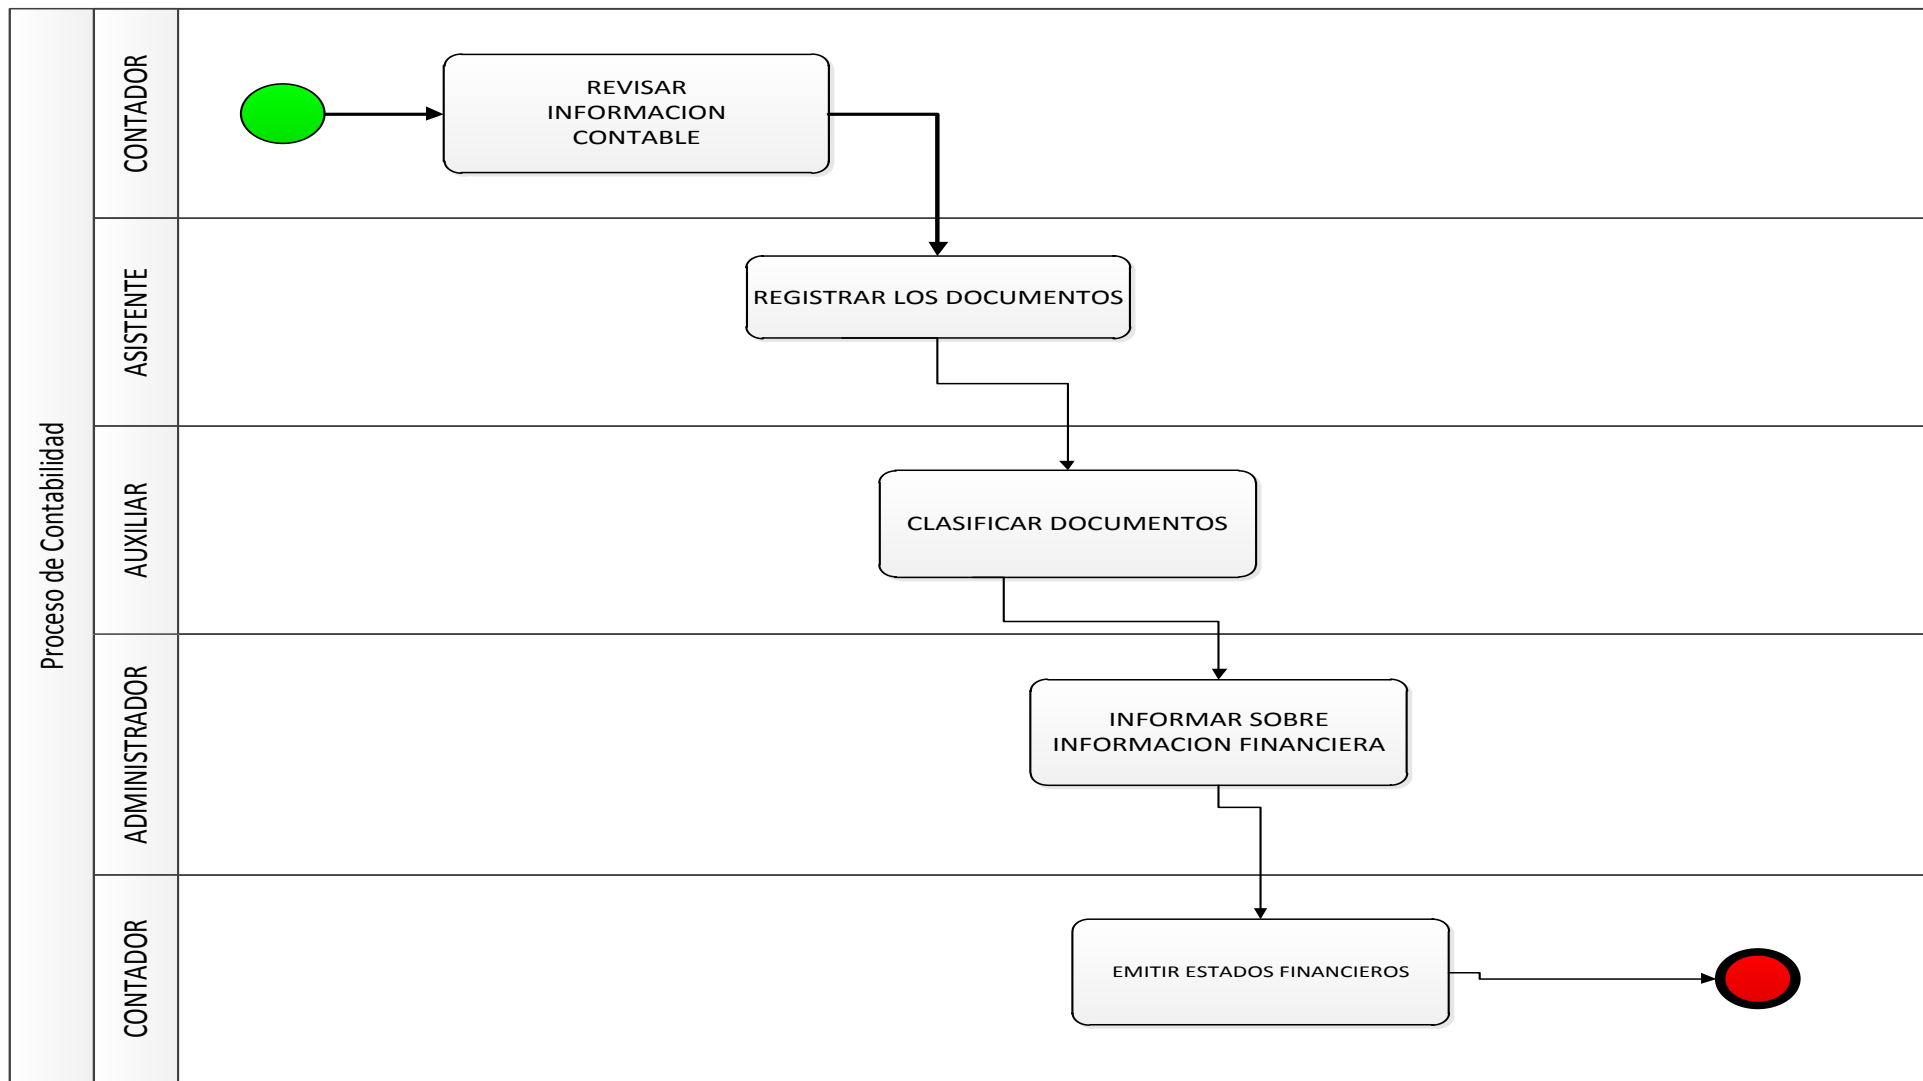 Proceso de Contabilidad
CONTADOR
REVISAR
INFORMACION
CONTABLE
ASISTENTE
REGISTRAR LOS DOCUMENTOS
AUXILIAR
CLASIFICAR DOCUMENTOS
ADMINISTRADOR
INFORMAR SOBRE
INFORMACION FINANCIERA
CONTADOR
EMITIR ESTADOS FINANCIEROS